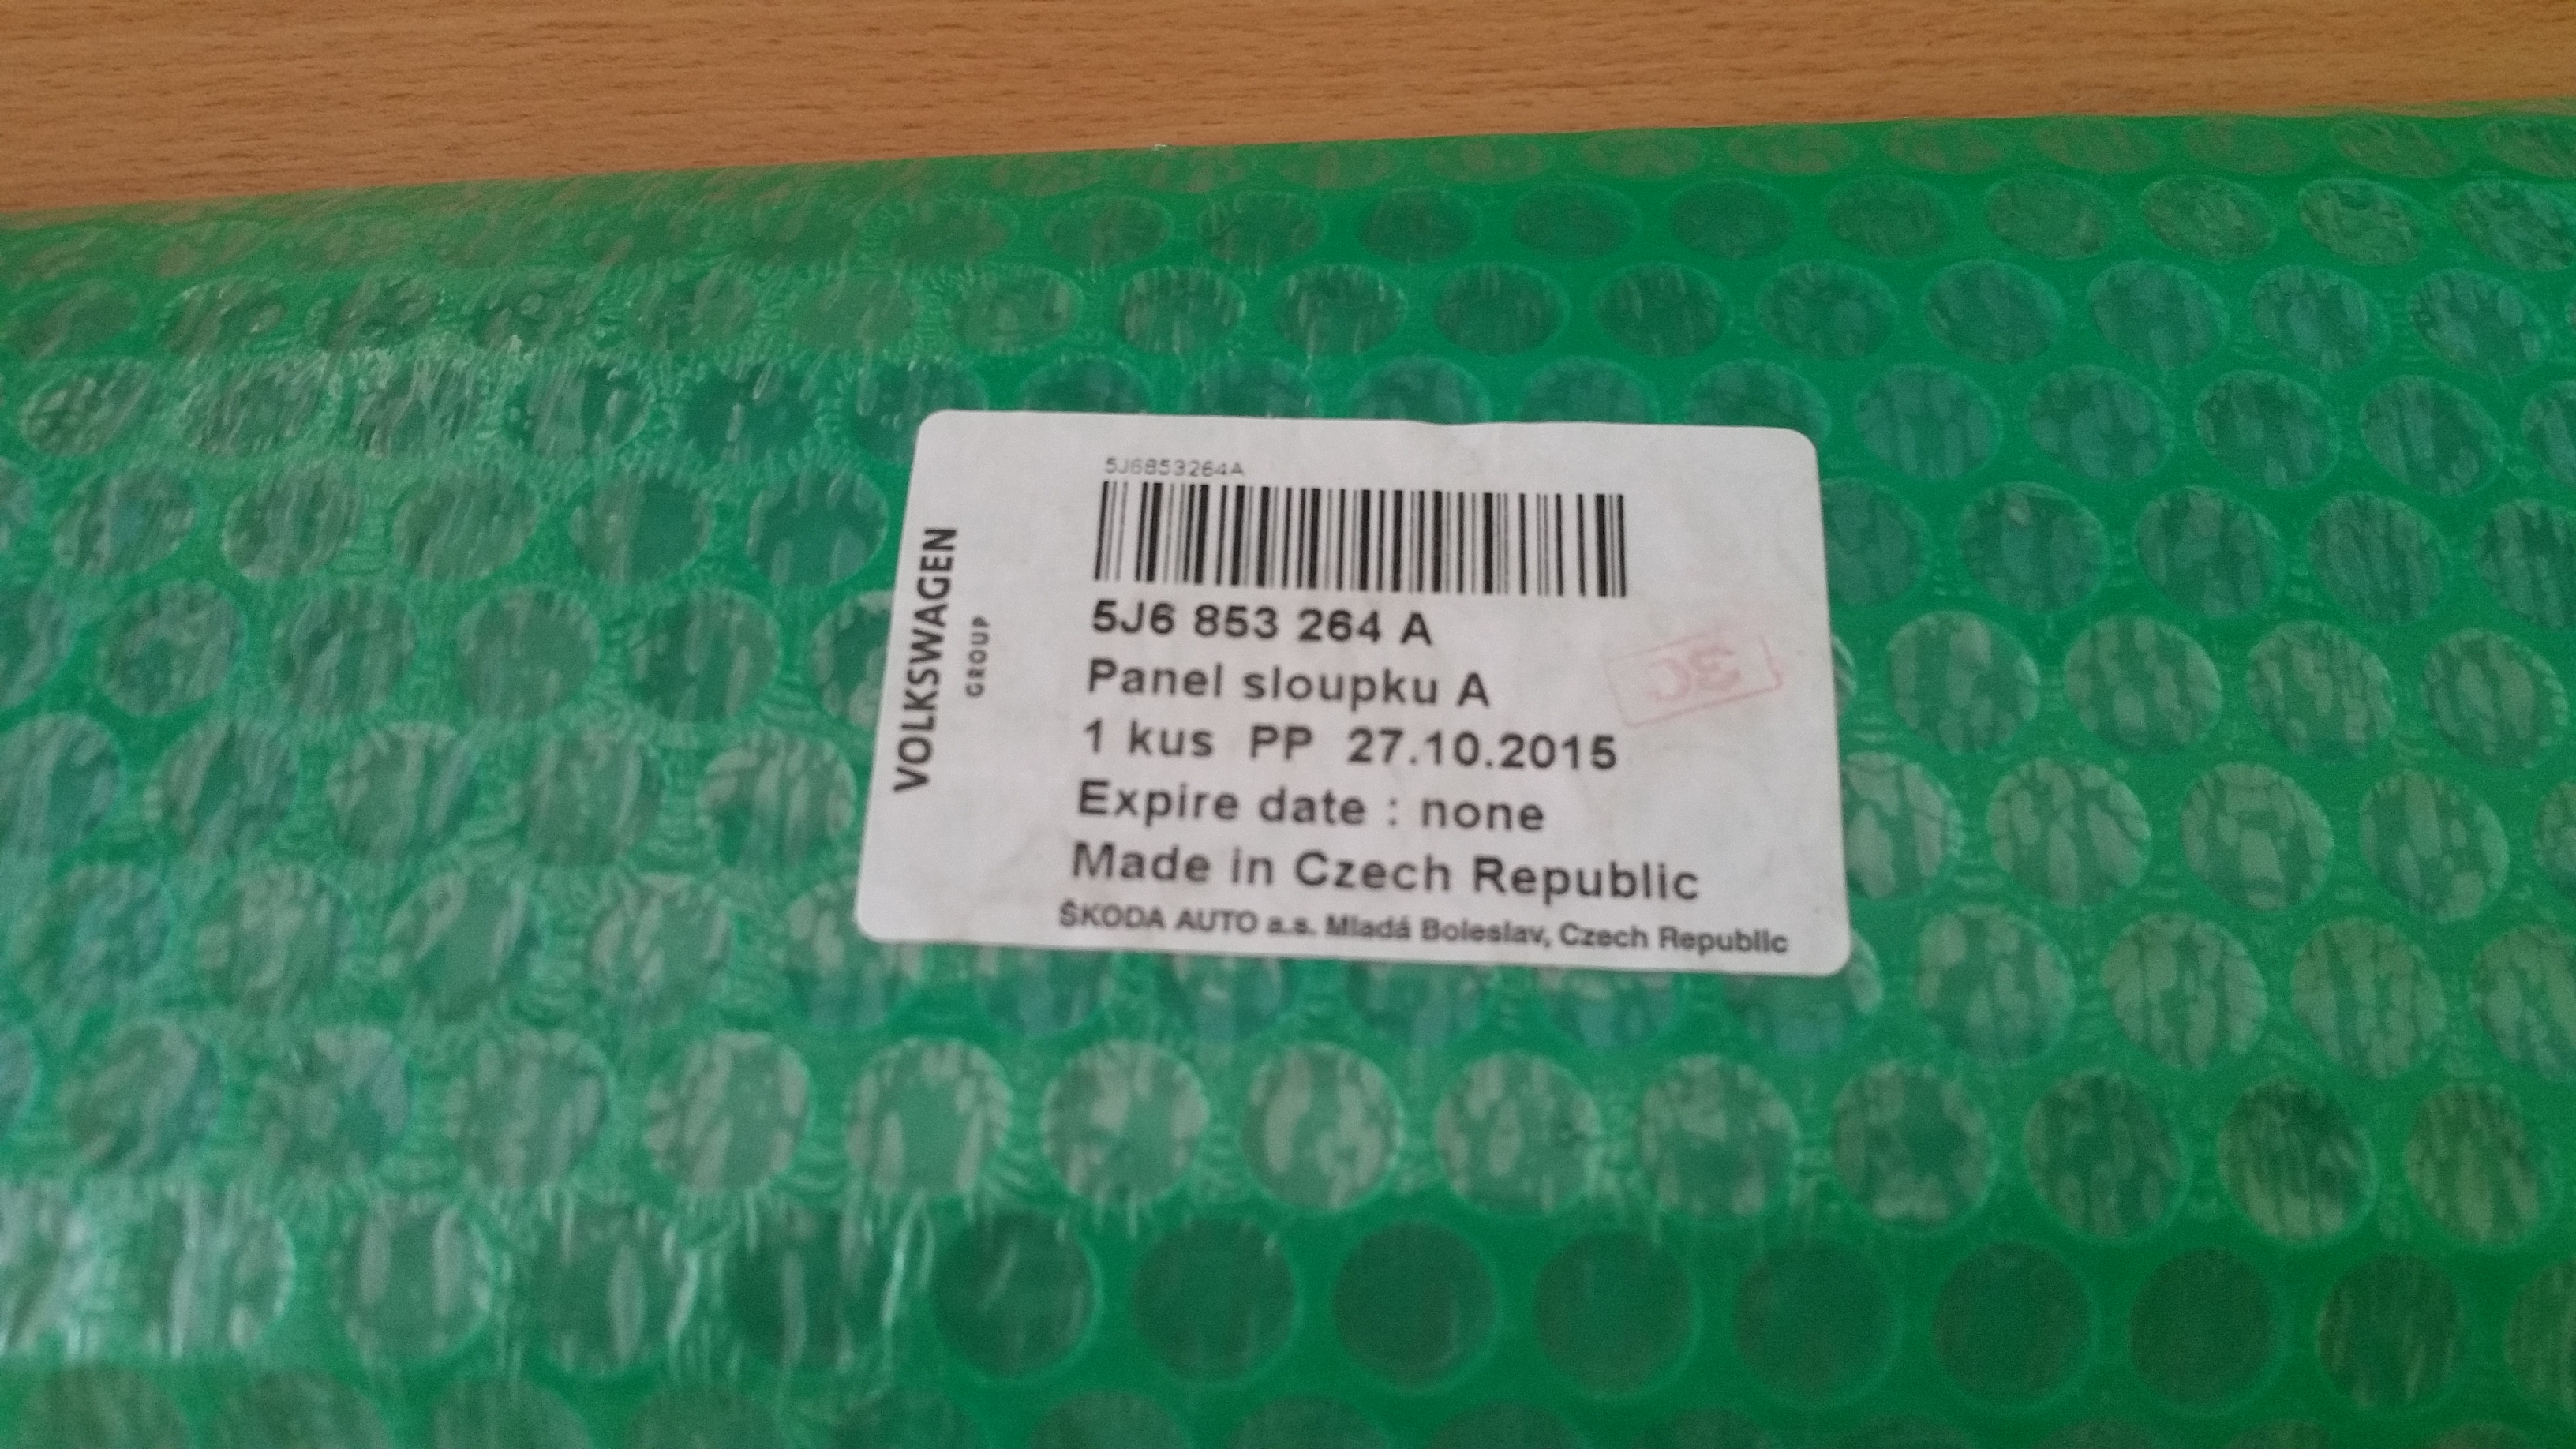 5J6853264A
VOLKSWAGEN
GROUP
5J6 853 264 A
Panel sloupku A
1 kus PP 27.10.2015
Expire date : none
Made in Czech Republic
ŠKODA AUTO a.s. Mladá Boleslav, Czech Republic